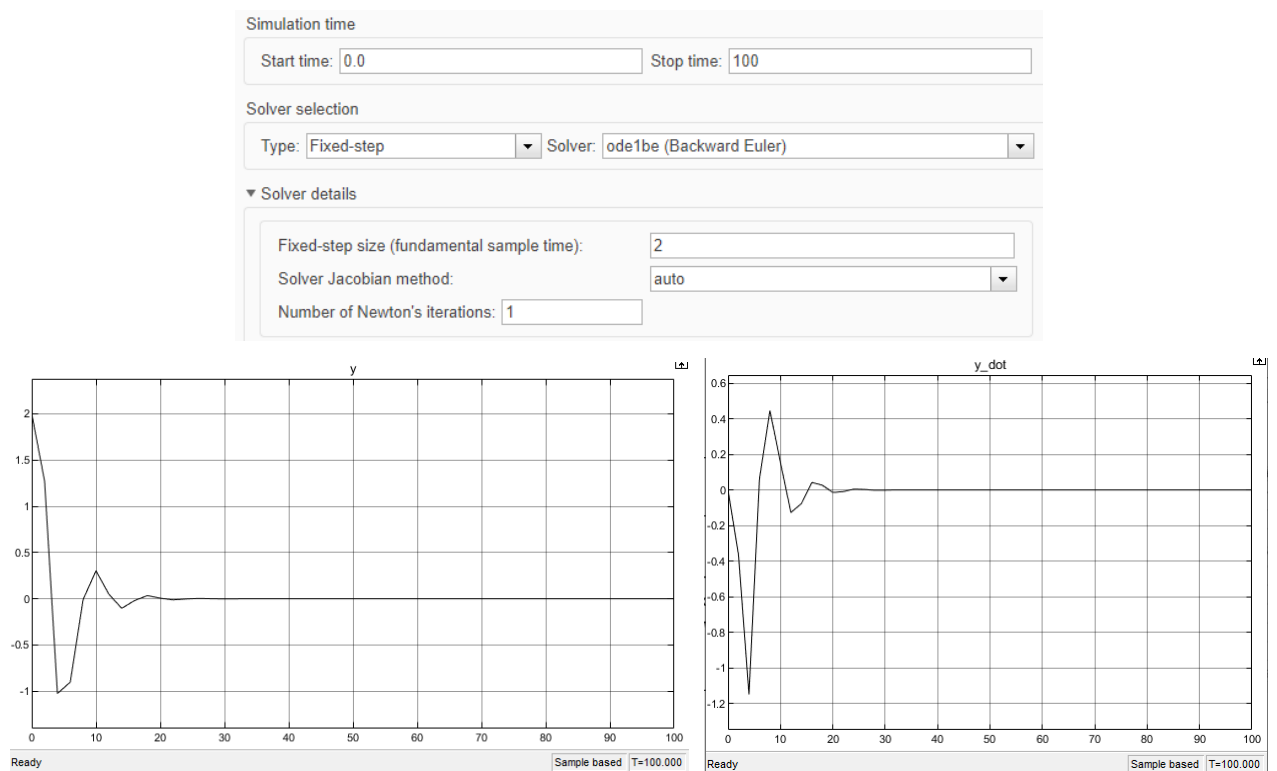 Simulation time
Start time: 0.0 Stop time: 100
Solver selection
Type: Fixed-step Solver: ode1be (Backward Euler)
Solver details
Fixed-step size (fundamental sample time): 2
Solver Jacobian method: auto
Number of Newton's iterations: 1
y
2
1.5
1
0.5
0
-0.5
-1
0 10 20 30 40 50 60 70 80 90 100
Ready Sample based T=100.000
y_dot
0.6
0.4
0.2
0
-0.2
-0.4
-0.6
-0.8
-1
-1.2
0 10 20 30 40 50 60 70 80 90 100
Ready Sample based T=100.000